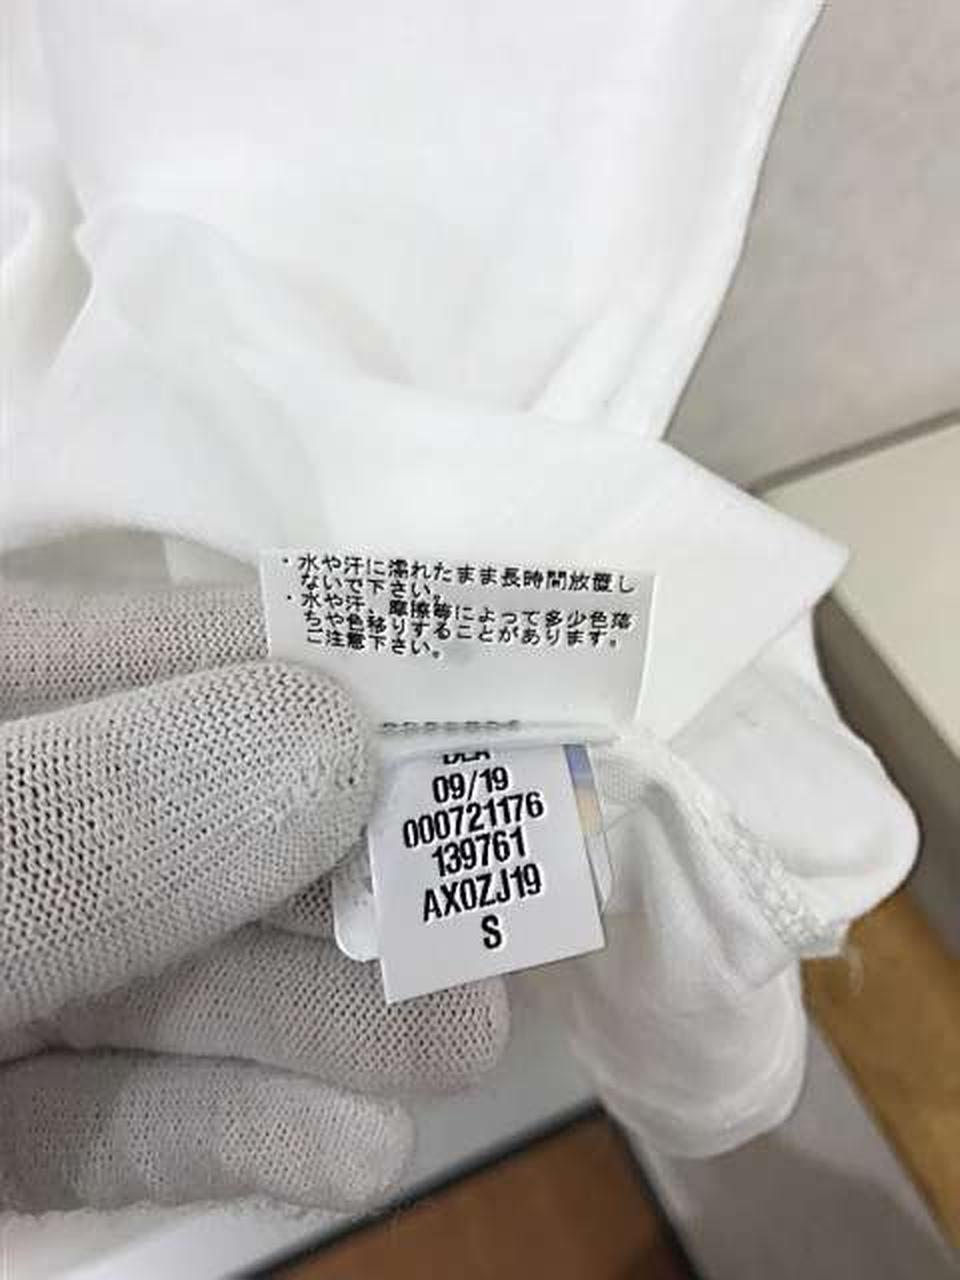 ・水や汗に濡れたまま長時間放置し
ないで下さい。
・水や汗、摩擦等によって多少色落
ちや色移りすることがあります。
ご注意下さい。
09/19
000721176
139761
AX0ZJ19
S